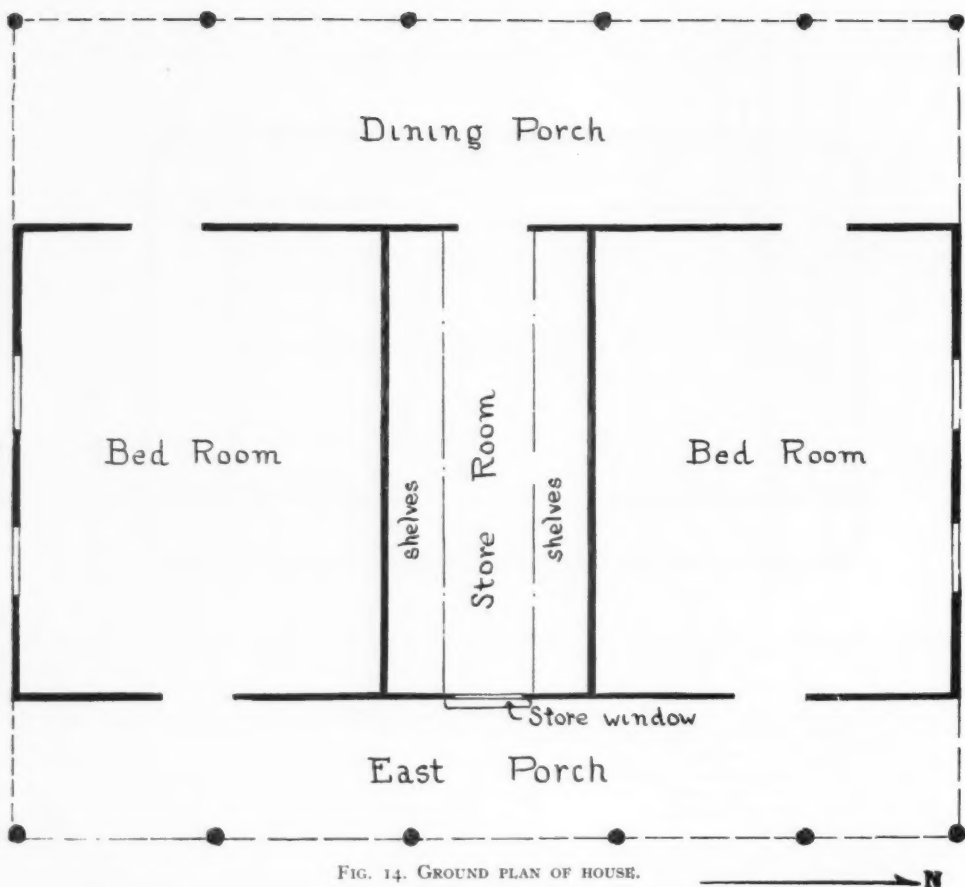 Dining Porch
Bed Room
shelves
Store Room
shelves
Bed Room
Store window
East Porch
FIG. 14. GROUND PLAN OF HOUSE.
N